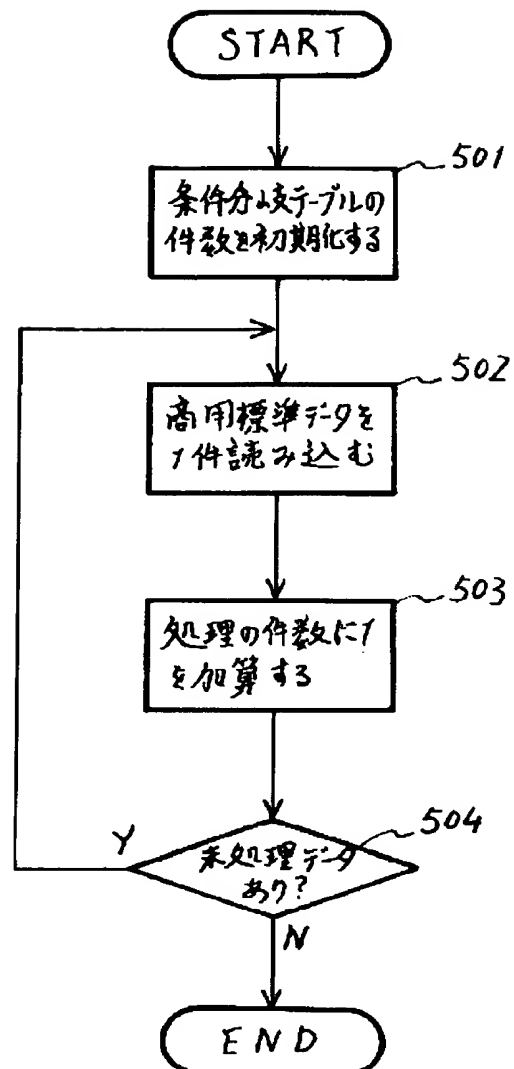 START
501
条件分岐テーブルの
件数を初期化する
502
商用標準データを
1件読み込む
503
処理の件数に1
を加算する
504
Y
未処理データ
あり?
N
END